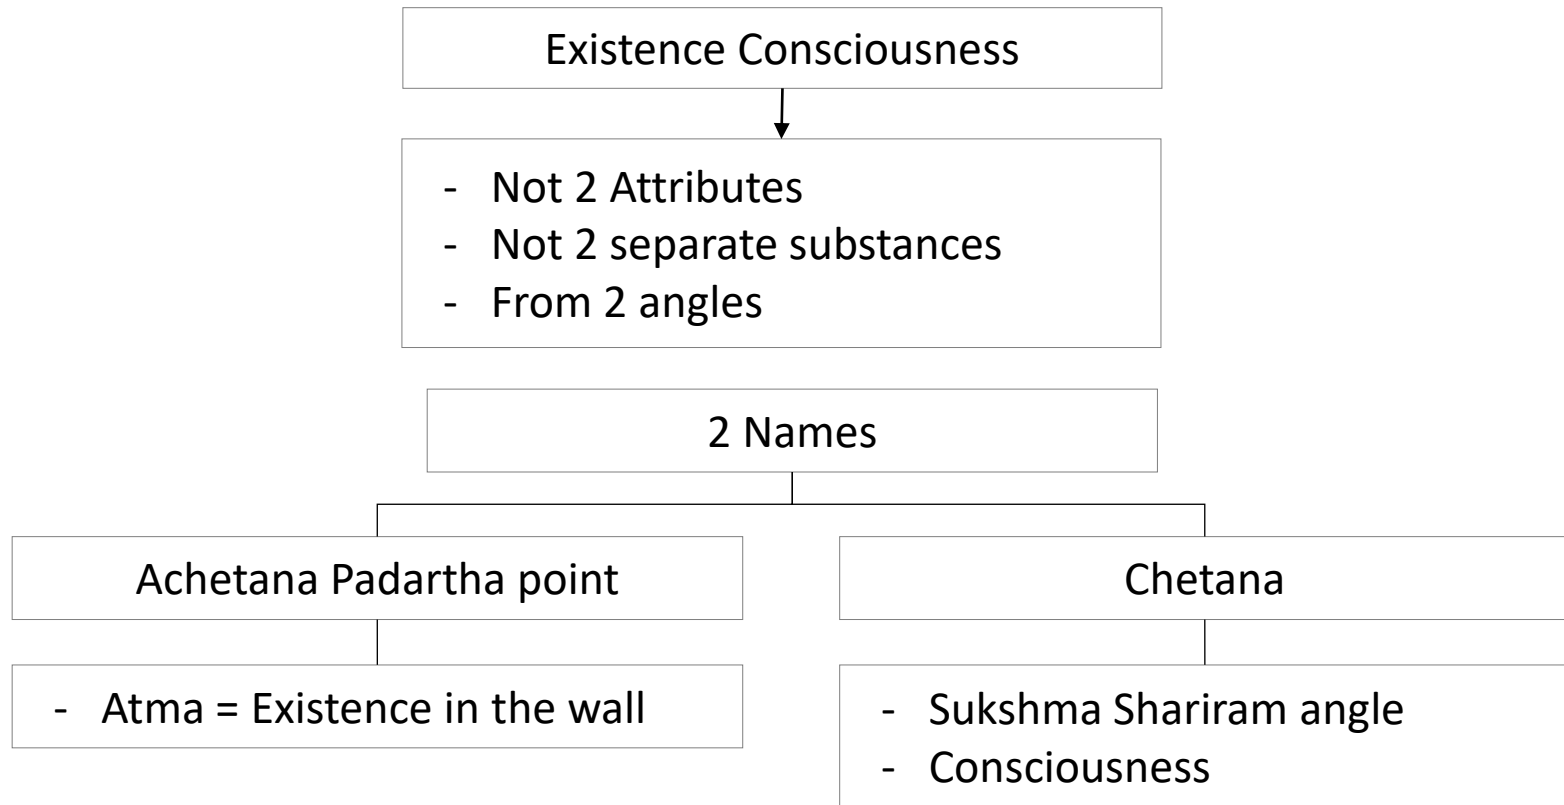 Existence Consciousness
- Not 2 Attributes
- Not 2 separate substances
- From 2 angles
2 Names
Achetana Padartha point
Chetana
- Atma = Existence in the wall
- Sukshma Shariram angle
- Consciousness